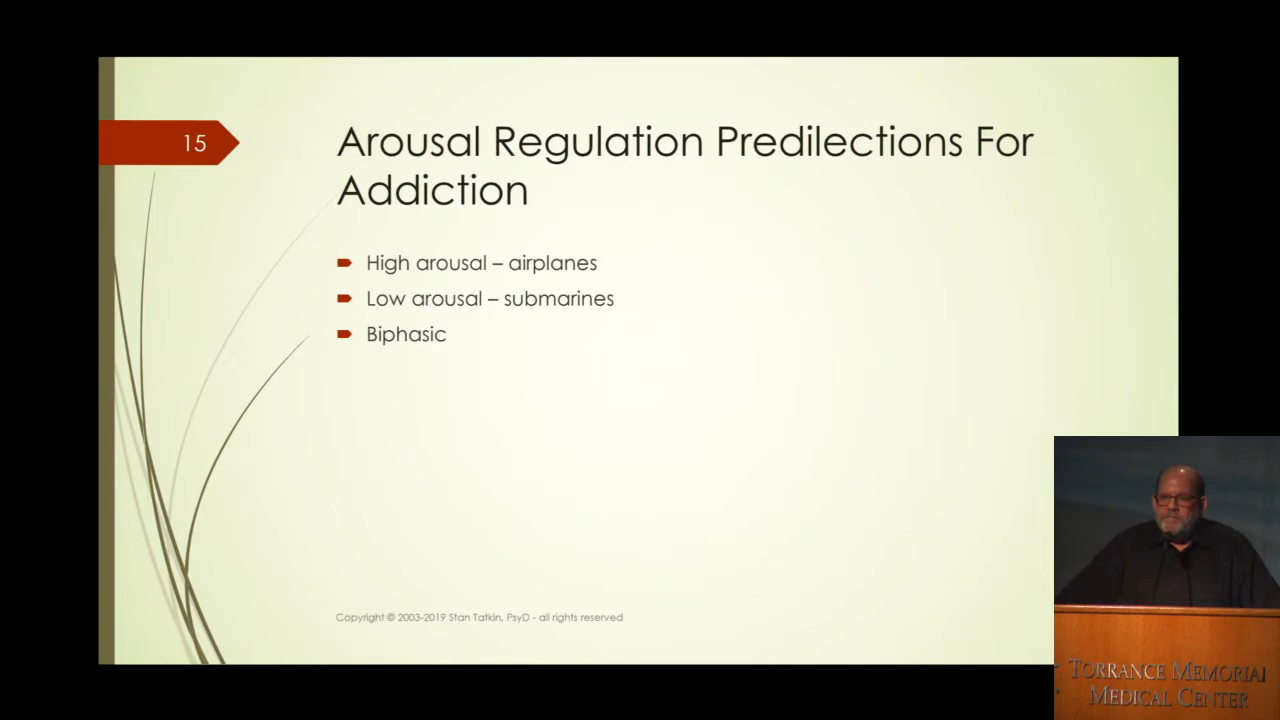 15
Arousal Regulation Predilections For
Addiction
High arousal – airplanes
Low arousal – submarines
Biphasic
Copyright © 2003-2019 Stan Tatkin, PsyD - all rights reserved
TORRANCE MEMORIAL
MEDICAL CENTER